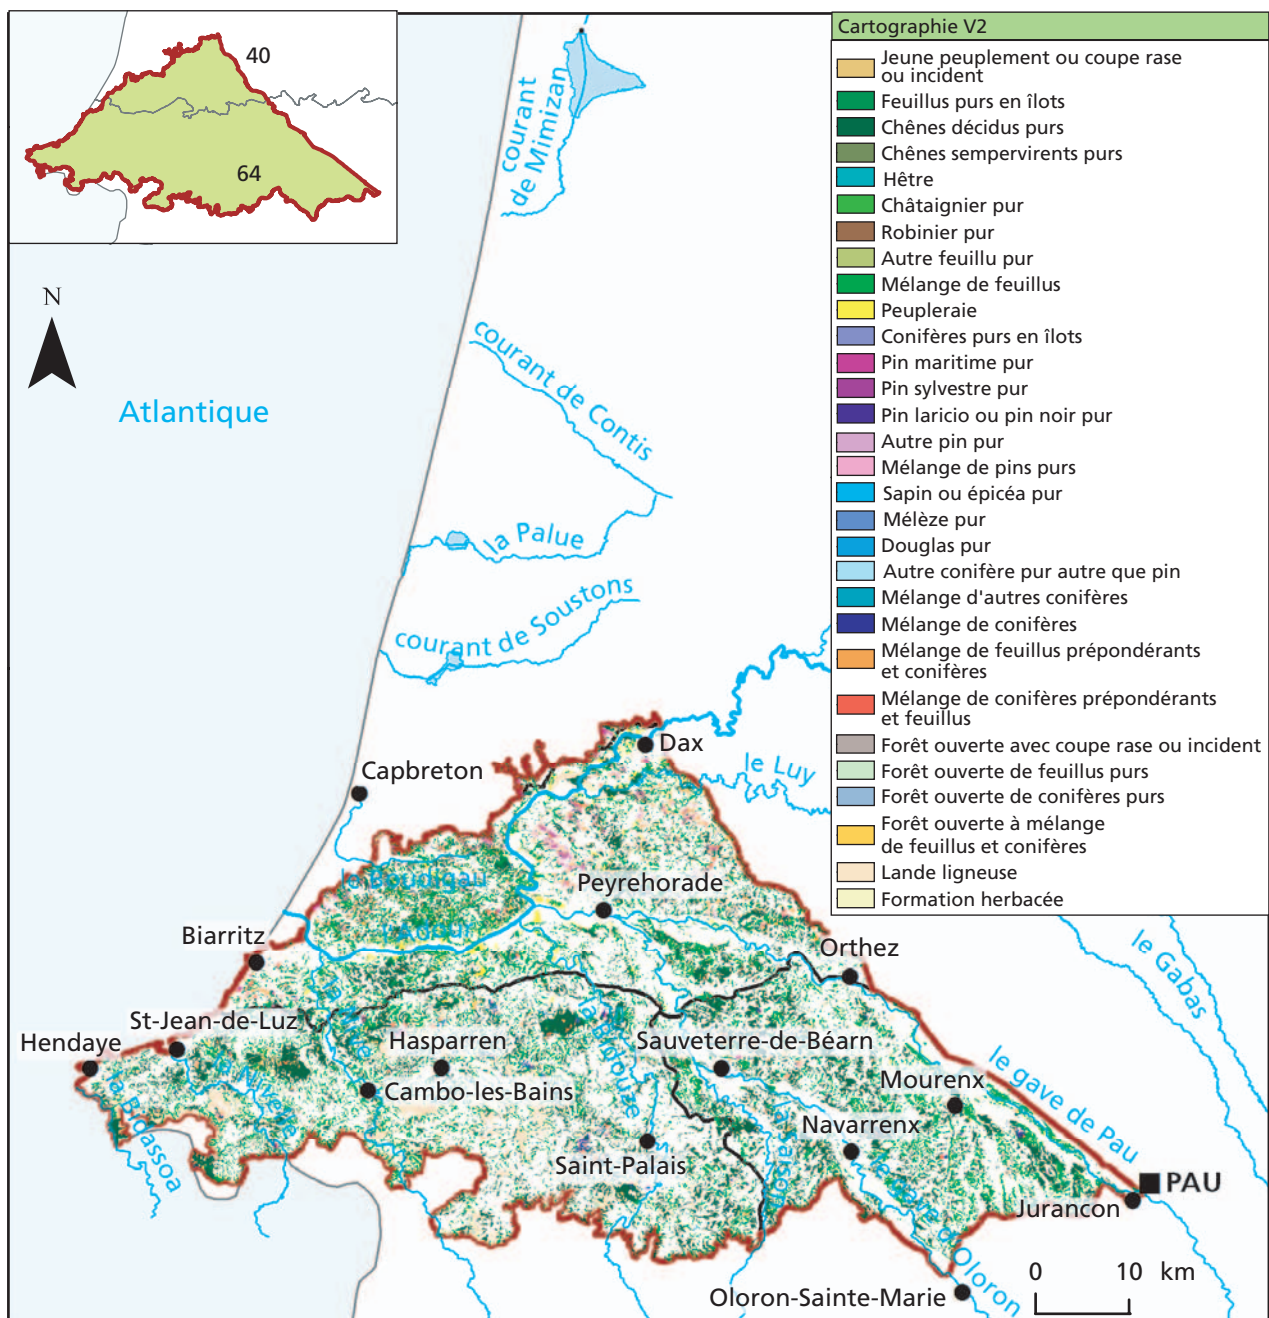 40
64
N
Atlantique
courant
de Mimizan
courant de Contis
la Palue
courant de Soustons
Cartographie V2
Jeune peuplement ou coupe rase
ou incident
Feuillus purs en îlots
Chênes décidus purs
Chênes sempervirents purs
Hêtre
Châtaignier pur
Robinier pur
Autre feuillu pur
Mélange de feuillus
Peupleraie
Conifères purs en îlots
Pin maritime pur
Pin sylvestre pur
Pin laricio ou pin noir pur
Autre pin pur
Mélange de pins purs
Sapin ou épicéa pur
Mélèze pur
Douglas pur
Autre conifère pur autre que pin
Mélange d'autres conifères
Mélange de conifères
Mélange de feuillus prépondérants
et conifères
Mélange de conifères prépondérants
et feuillus
Forêt ouverte avec coupe rase ou incident
Forêt ouverte de feuillus purs
Forêt ouverte de conifères purs
Forêt ouverte à mélange
de feuillus et conifères
Lande ligneuse
Formation herbacée
Dax
le Luy
Capbreton
le Boudigau
Peyrehorade
l'Adour
Biarritz
Orthez
le Gabas
la Nive
la Bidouze
St-Jean-de-Luz
Hendaye
Hasparren
Sauveterre-de-Béarn
la Nivelle
la Bidassoa
Cambo-les-Bains
Mourenx
le gave de Pau
Navarrenx
le Saison
Saint-Palais
le gave d'Oloron
PAU
Jurançon
Oloron-Sainte-Marie
0 10 km